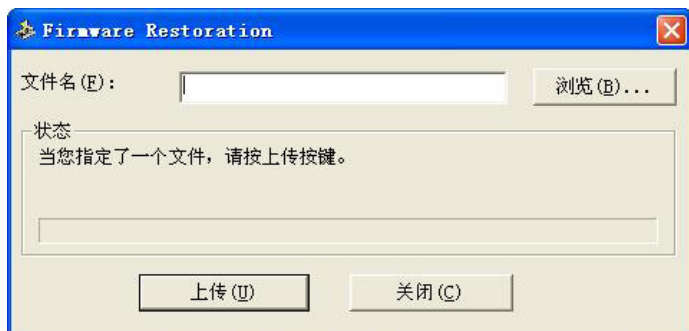 Firmware Restoration
文件名(F)： 浏览(B)...
状态
当您指定了一个文件，请按上传按键。
上传(U) 关闭(C)